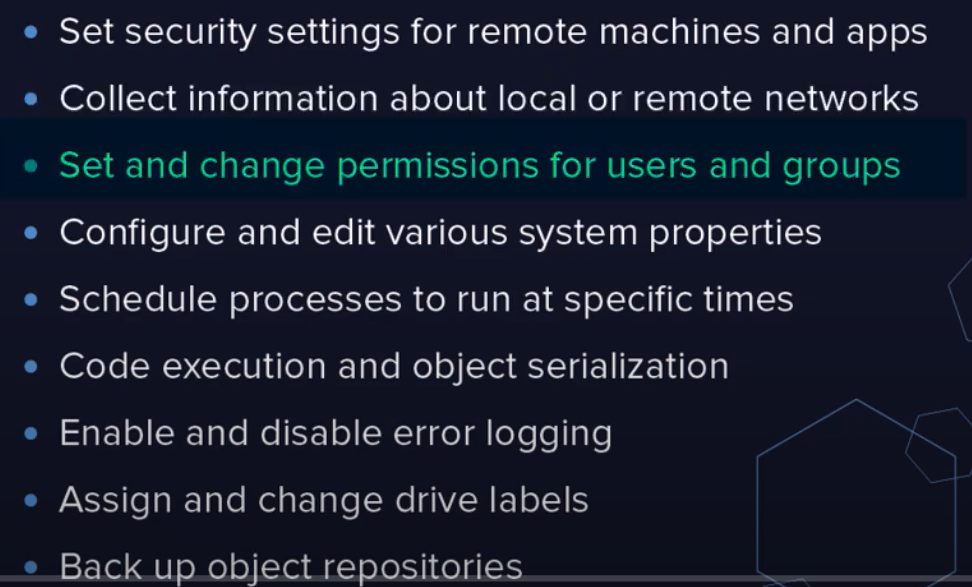 Set security settings for remote machines and apps
Collect information about local or remote networks
Set and change permissions for users and groups
Configure and edit various system properties
Schedule processes to run at specific times
Code execution and object serialization
Enable and disable error logging
Assign and change drive labels
Back up object repositories